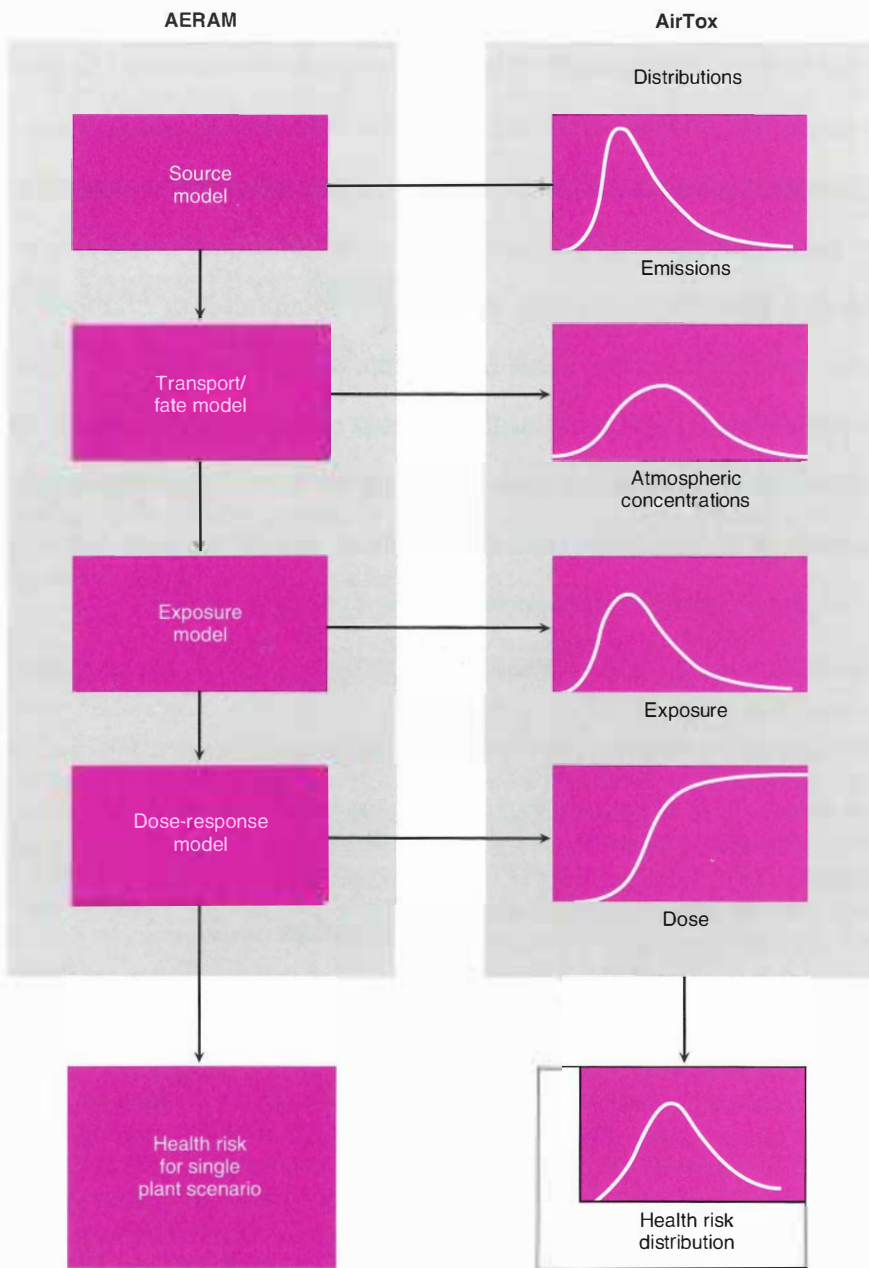 AERAM
AirTox
Distributions
Source
model
Emissions
Transport/
fate model
Atmospheric
concentrations
Exposure
model
Exposure
Dose-response
model
Dose
Health risk
for single
plant scenario
Health risk
distribution